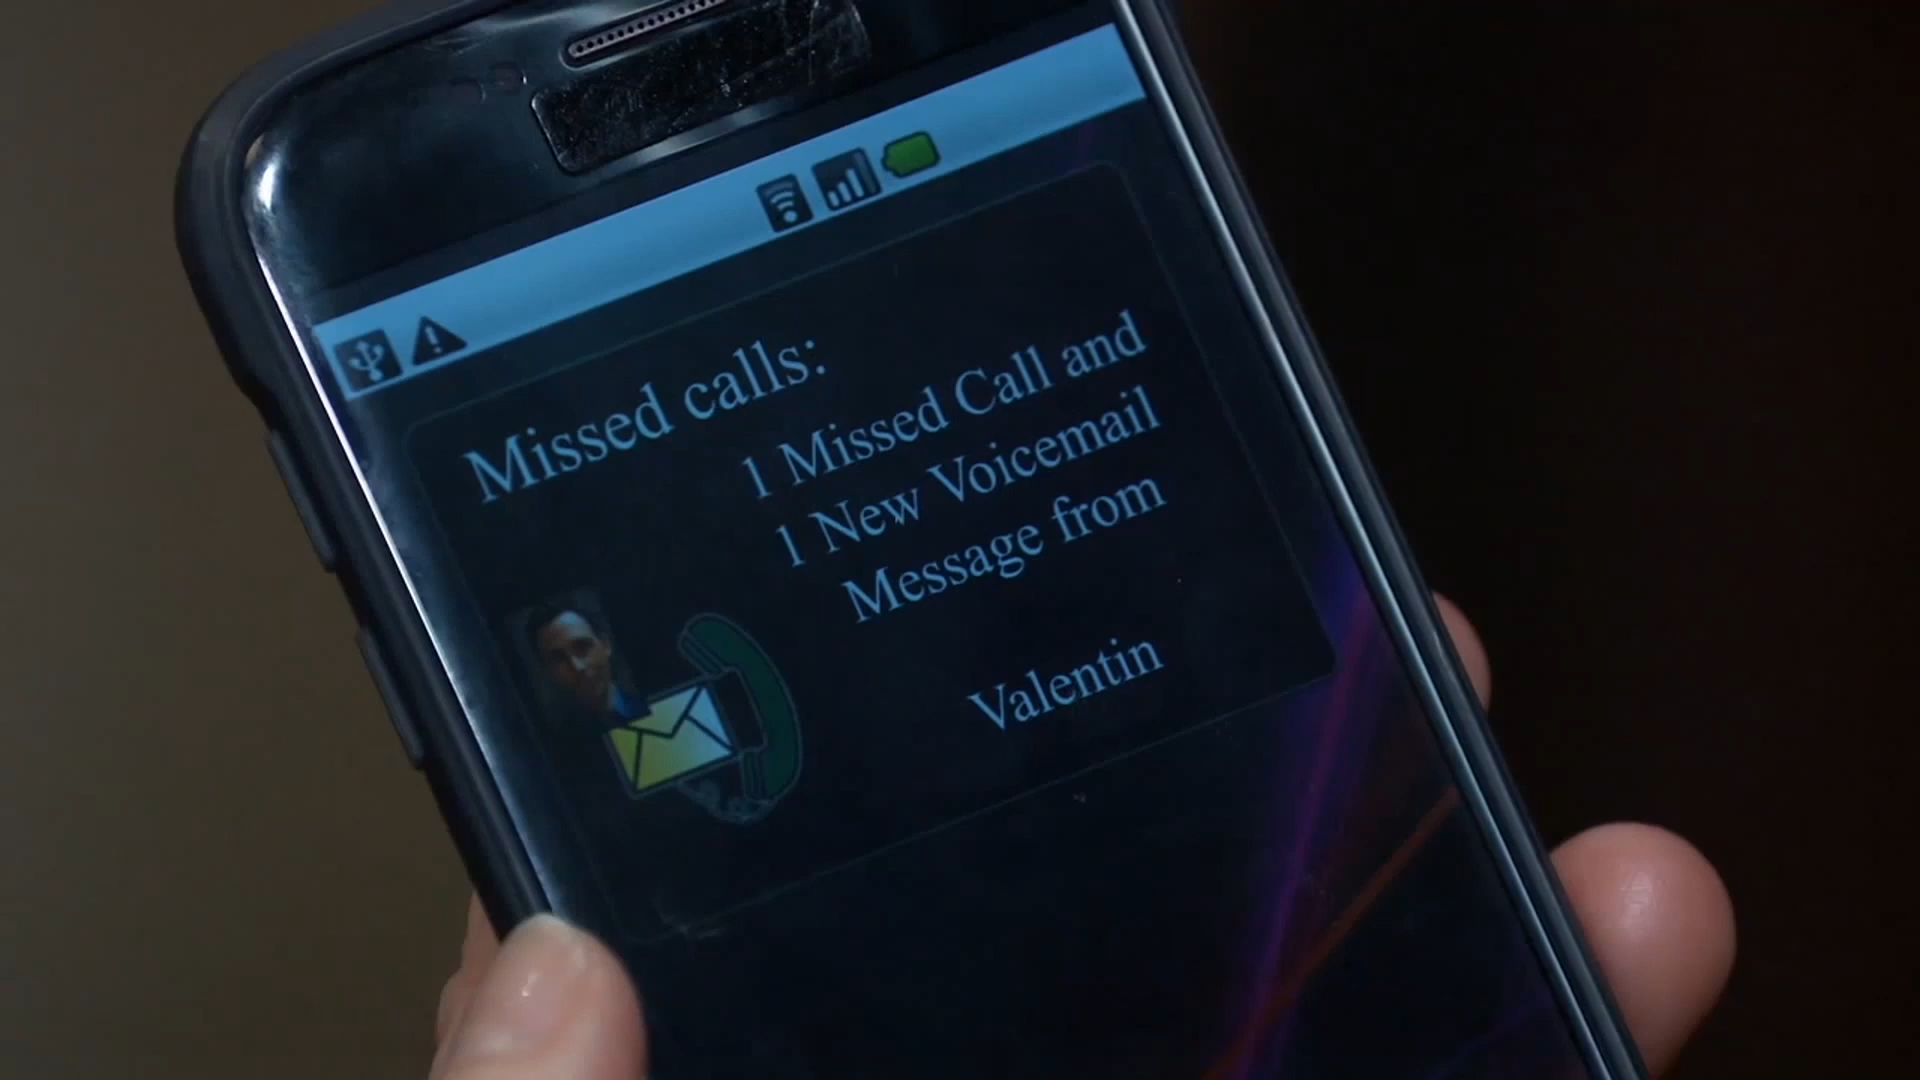 Missed calls:
1 Missed Call and
1 New Voicemail
Message from
Valentin